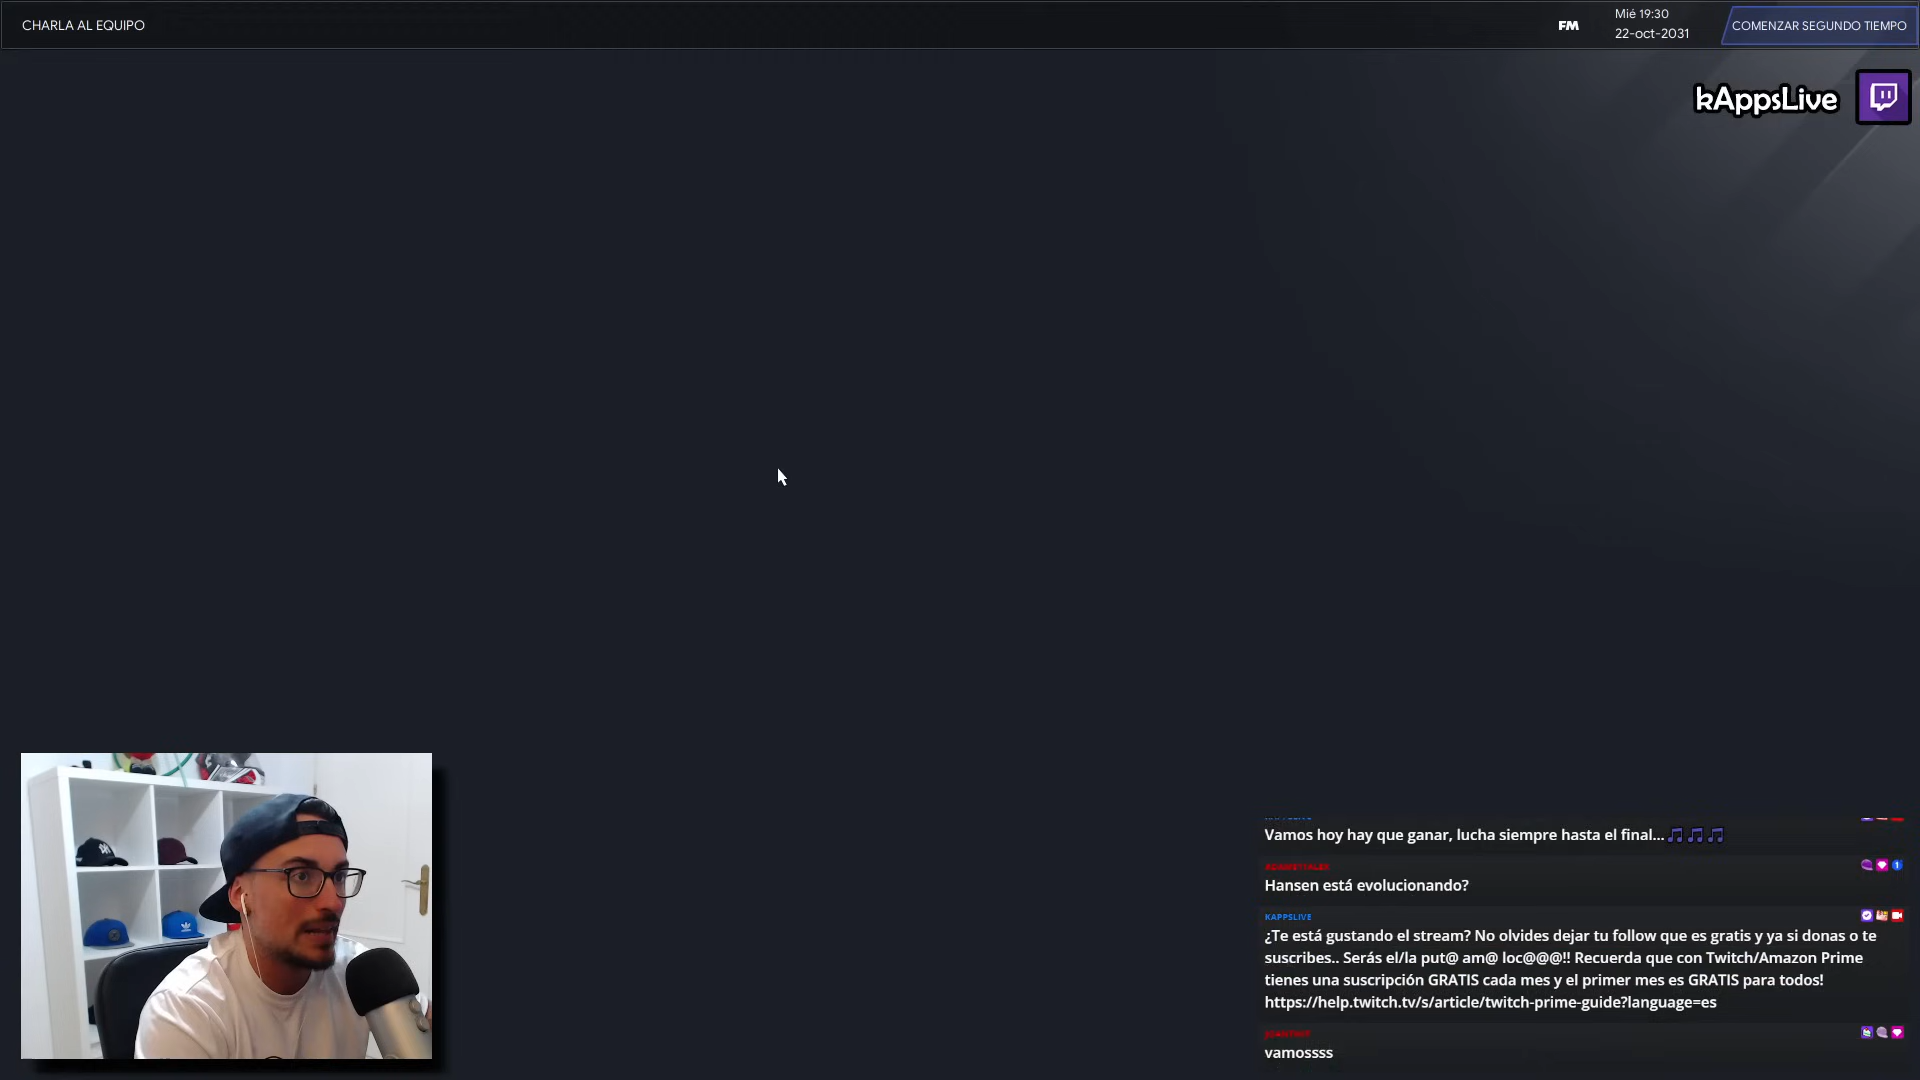 CHARLA AL EQUIPO
FM
Mié 19:30
22-oct-2031
COMENZAR SEGUNDO TIEMPO
kAppsLive
Vamos hoy hay que ganar, lucha siempre hasta el final...🎵🎵🎵
Hansen está evolucionando?
KAPPSLIVE
¿Te está gustando el stream? No olvides dejar tu follow que es gratis y ya si donas o te
suscribes.. Serás el/la put@ am@ loc@@@!! Recuerda que con Twitch/Amazon Prime
tienes una suscripción GRATIS cada mes y el primer mes es GRATIS para todos!
https://help.twitch.tv/s/article/twitch-prime-guide?language=es
vamossss